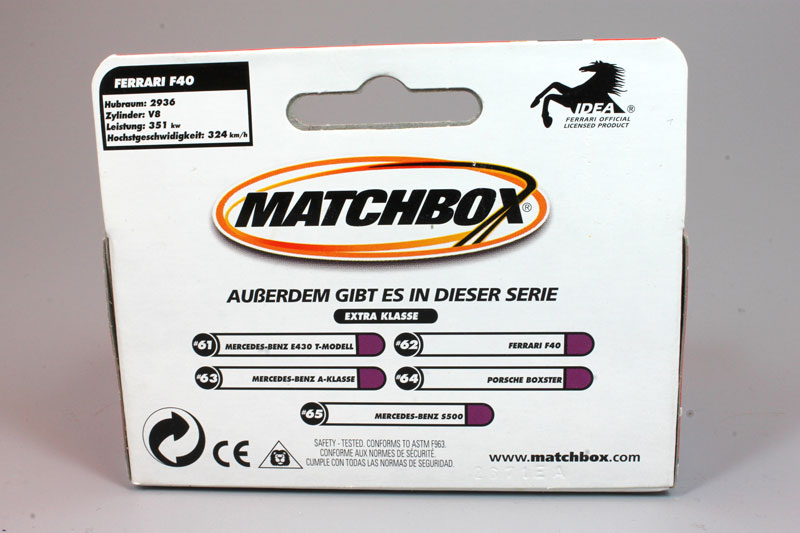 FERRARI F40
Hubraum: 2936
Zylinder: V8
Leistung: 351 kw
Hochstgeschwidigkeit: 324 km/h
IDEA ®
FERRARI OFFICIAL
LICENSED PRODUCT
MATCHBOX ®
AUßERDEM GIBT ES IN DIESER SERIE
EXTRA KLASSE
#61 MERCEDES-BENZ E430 T-MODELL
#62 FERRARI F40
#63 MERCEDES-BENZ A-KLASSE
#64 PORSCHE BOXSTER
#65 MERCEDES-BENZ S500
CE
SAFETY - TESTED. CONFORMS TO ASTM F963.
CONFORME AUX NORMES DE SÉCURITÉ.
CUMPLE CON TODAS LAS NORMAS DE SEGURIDAD.
www.matchbox.com
2671EA